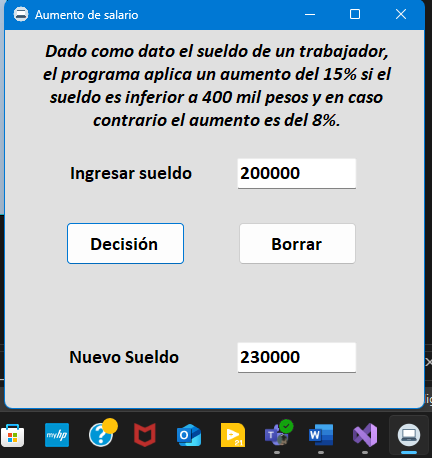 Aumento de salario
Dado como dato el sueldo de un trabajador,
el programa aplica un aumento del 15% si el
sueldo es inferior a 400 mil pesos y en caso
contrario el aumento es del 8%.
Ingresar sueldo 200000
Decisión Borrar
Nuevo Sueldo 230000
myhp